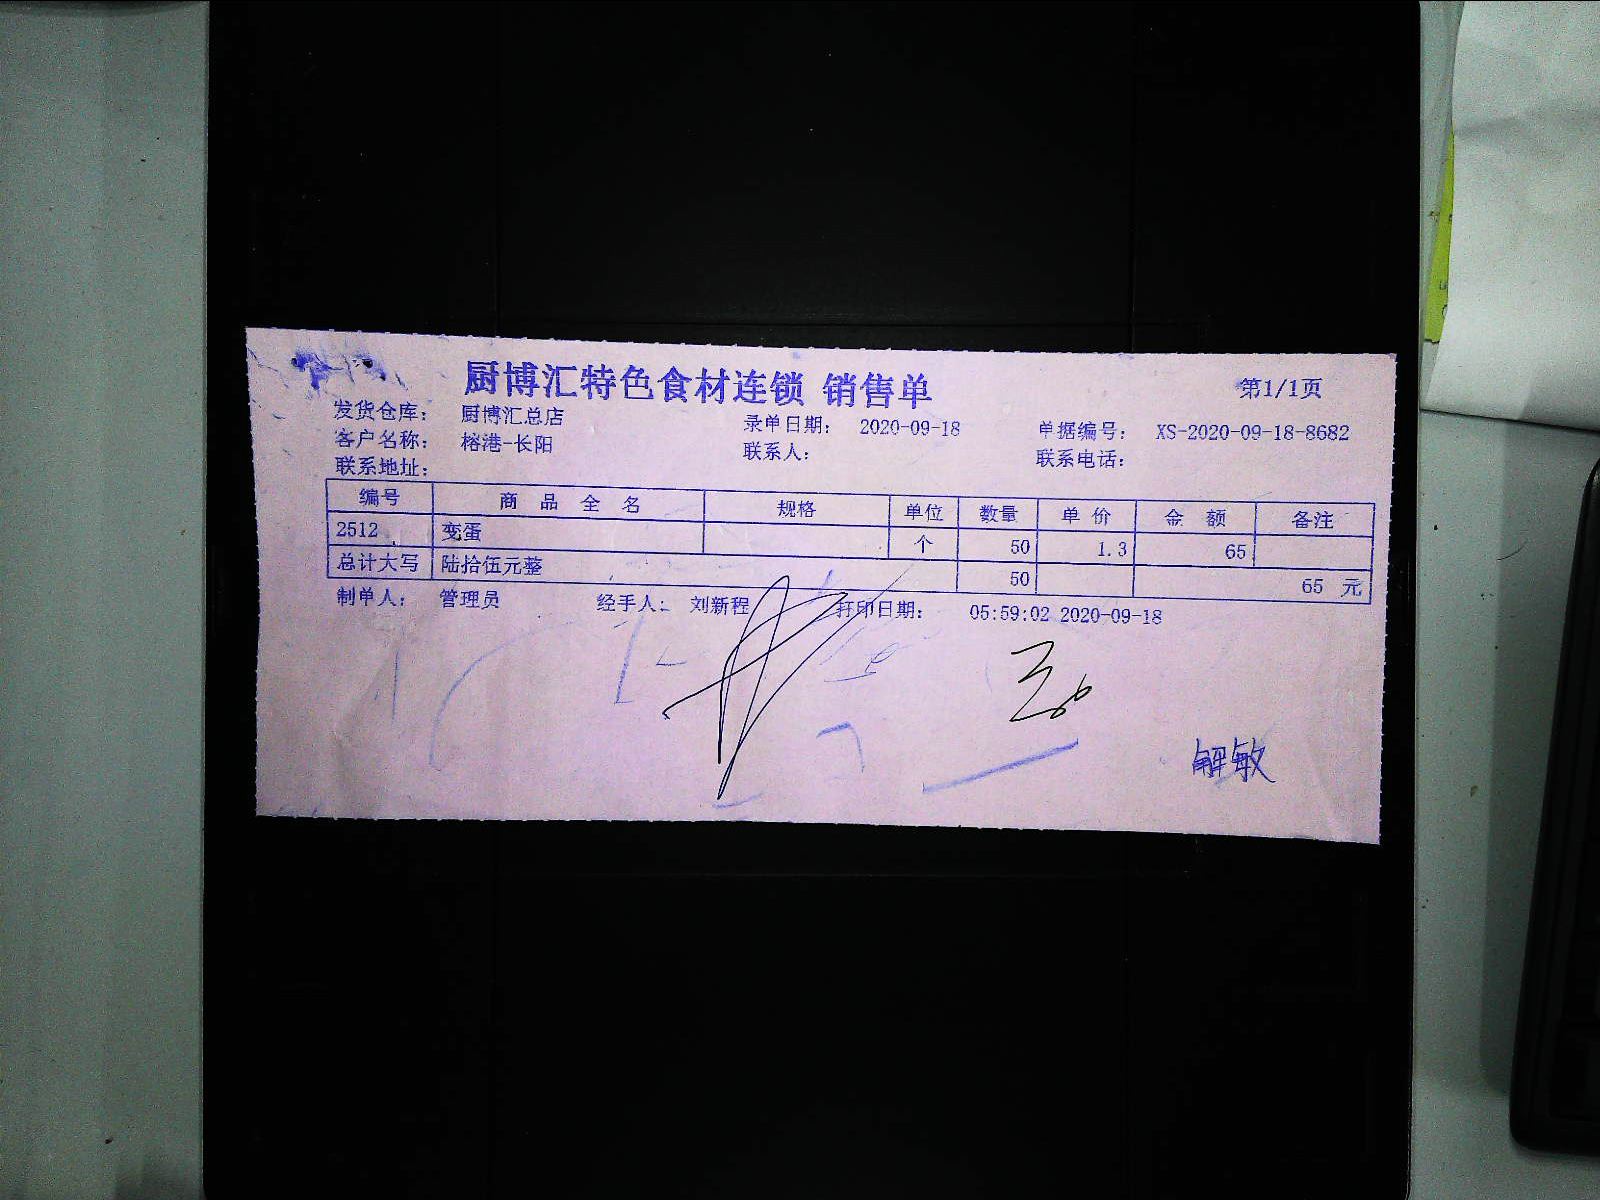 厨博汇特色食材连锁 销售单 第1/1页
发货仓库： 厨博汇总店 录单日期： 2020-09-18 单据编号： XS-2020-09-18-8682
客户名称： 榕港-长阳 联系人： 联系电话：
联系地址：
编号 商品全名 规格 单位 数量 单价 金额 备注
2512 变蛋 个 50 1.3 65
总计大写 陆拾伍元整 50 65 元
制单人： 管理员 经手人： 刘新程 打印日期： 05:59:02 2020-09-18
解敏